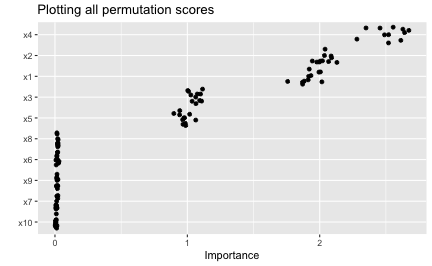 Plotting all permutation scores
x4
x2
x1
x3
x5
x8
x6
x9
x7
x10
0
1
2
Importance